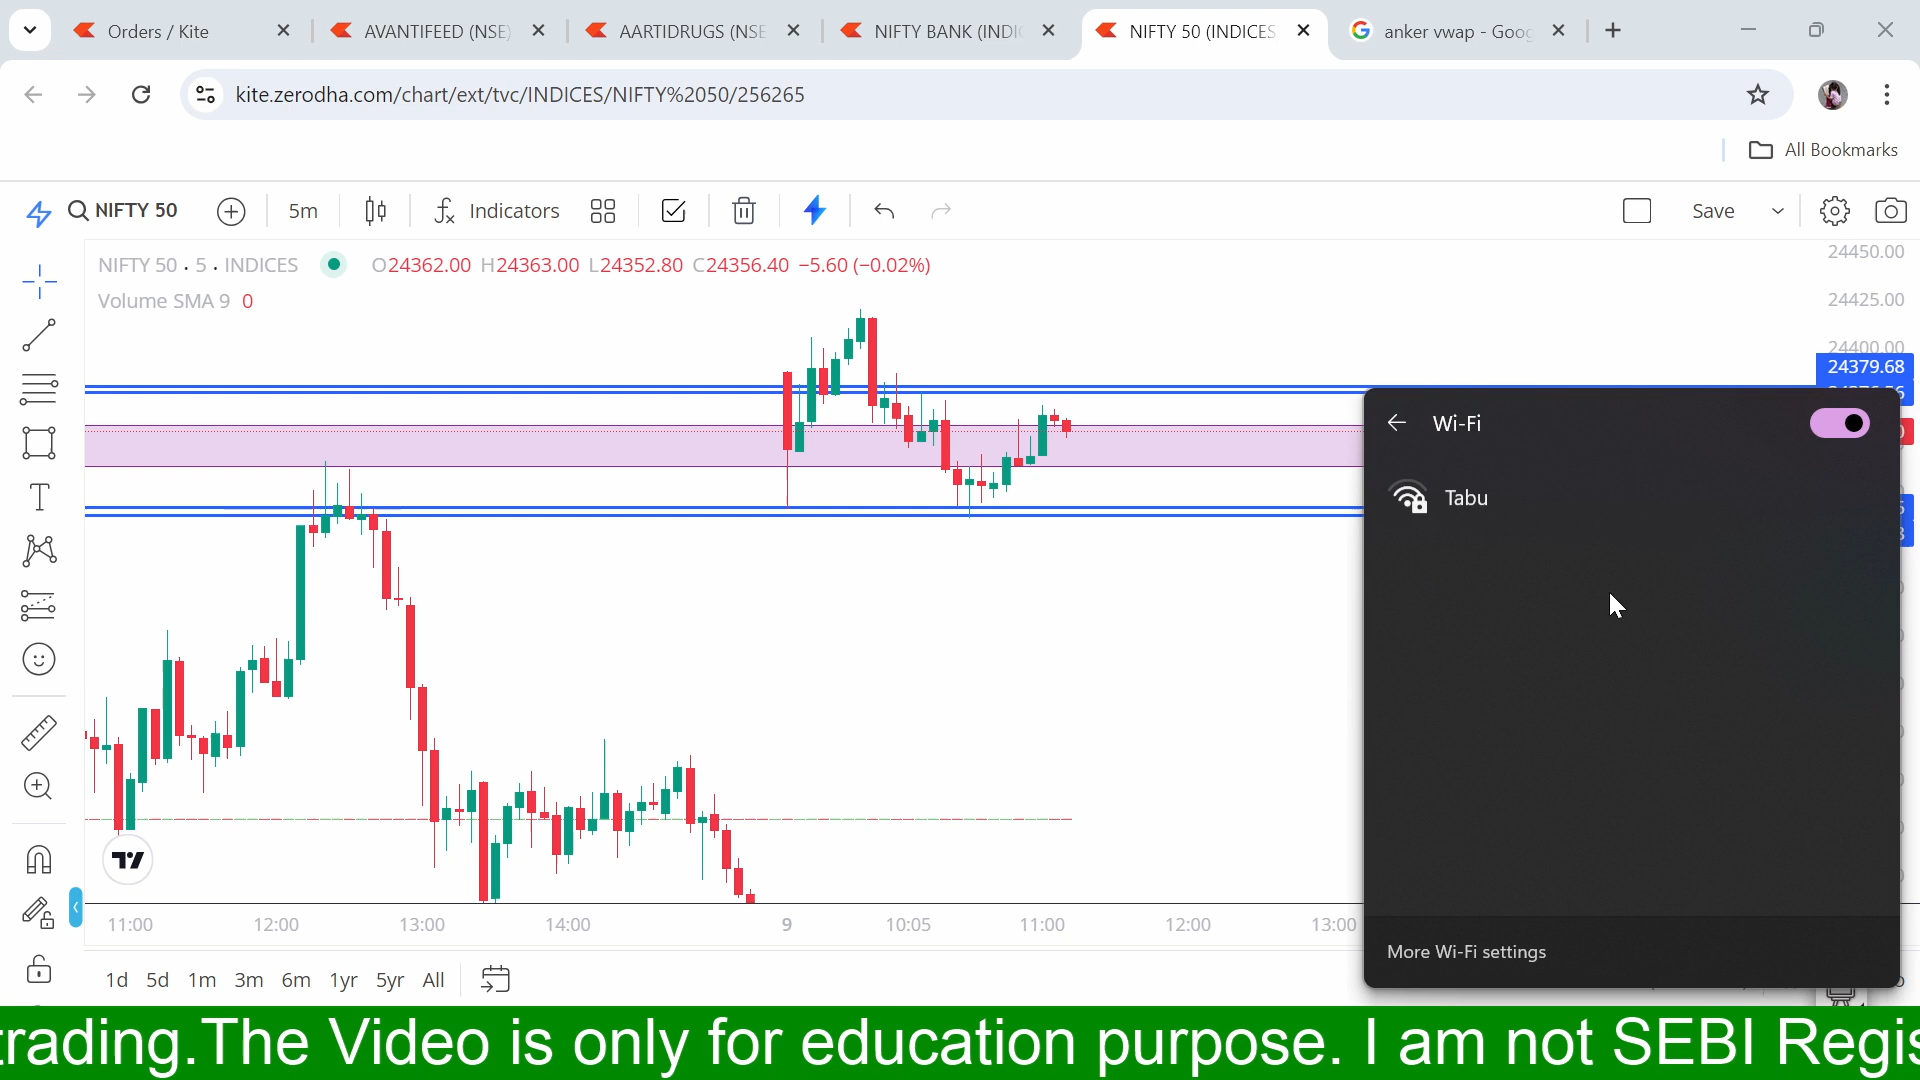 Orders / Kite
AVANTIFEED (NSE)
AARTIDRUGS (NSE
NIFTY BANK (INDI
NIFTY 50 (INDICES
anker vwap - Goog
kite.zerodha.com/chart/ext/tvc/INDICES/NIFTY%2050/256265
All Bookmarks
NIFTY 50
5m
Indicators
Save
NIFTY 50 . 5 . INDICES O24362.00 H24363.00 L24352.80 C24356.40 −5.60 (−0.02%)
Volume SMA 9 0
24450.00
24425.00
24400.00
24379.68
Wi-Fi
Tabu
More Wi-Fi settings
11:00 12:00 13:00 14:00 9 10:05 11:00 12:00 13:00
1d 5d 1m 3m 6m 1yr 5yr All
trading.The Video is only for education purpose. I am not SEBI Regis